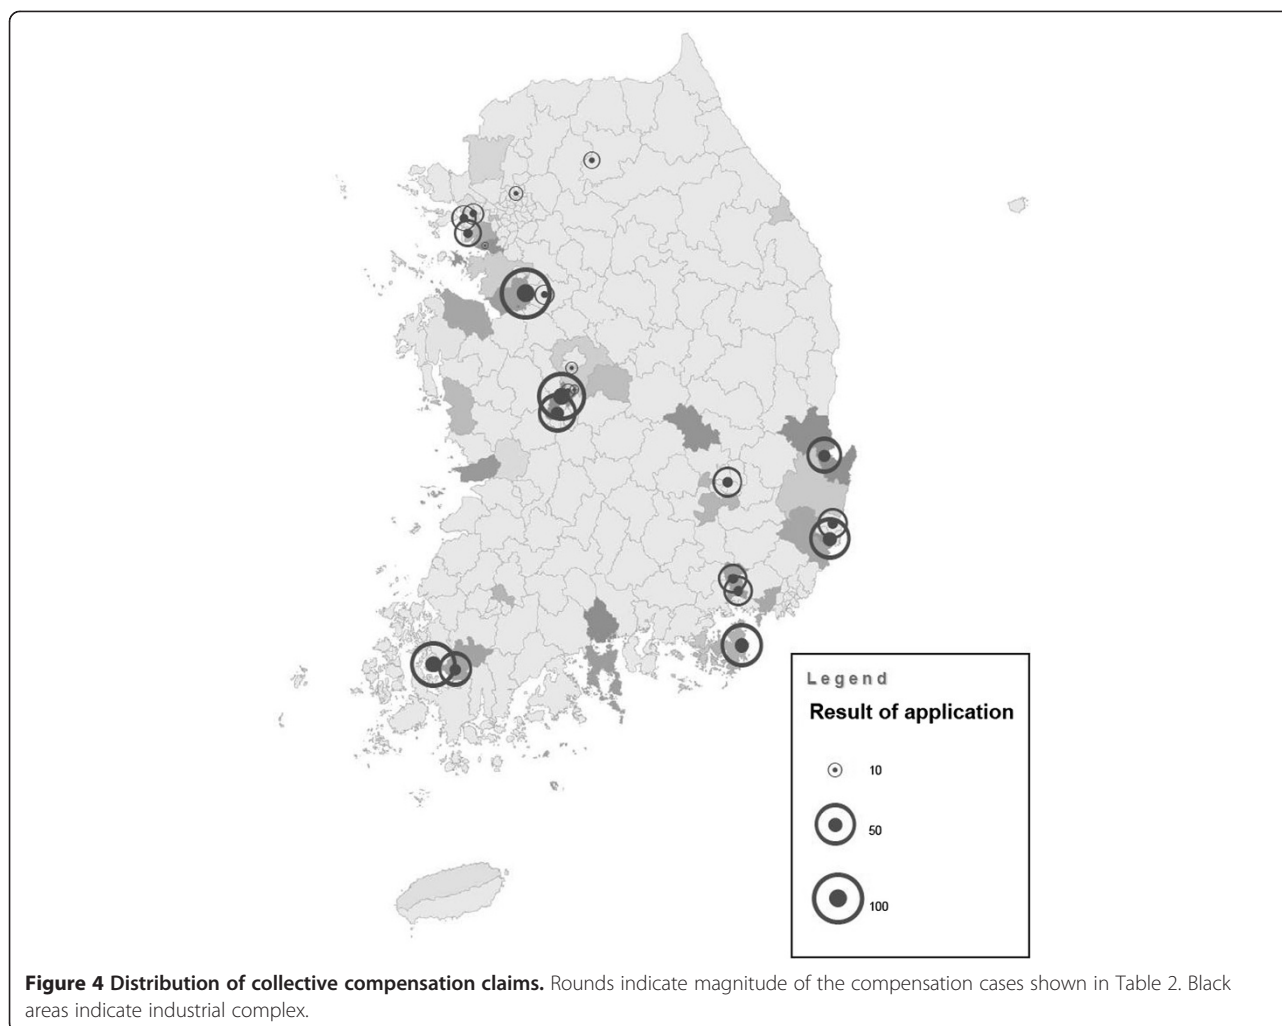 Legend
Result of application
10
50
100
Figure 4 Distribution of collective compensation claims. Rounds indicate magnitude of the compensation cases shown in Table 2. Black
areas indicate industrial complex.